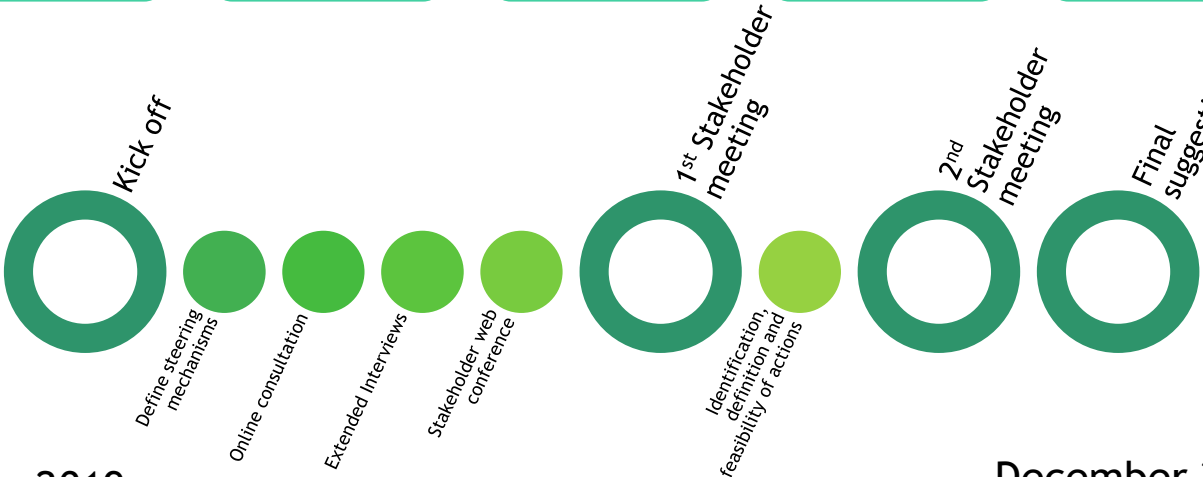 Kick off
Define steering
mechanisms
Online consultation
Extended Interviews
Stakeholder web
conference
1st Stakeholder
meeting
Identification,
definition and
feasibility of actions
2nd
Stakeholder
meeting
Final
December